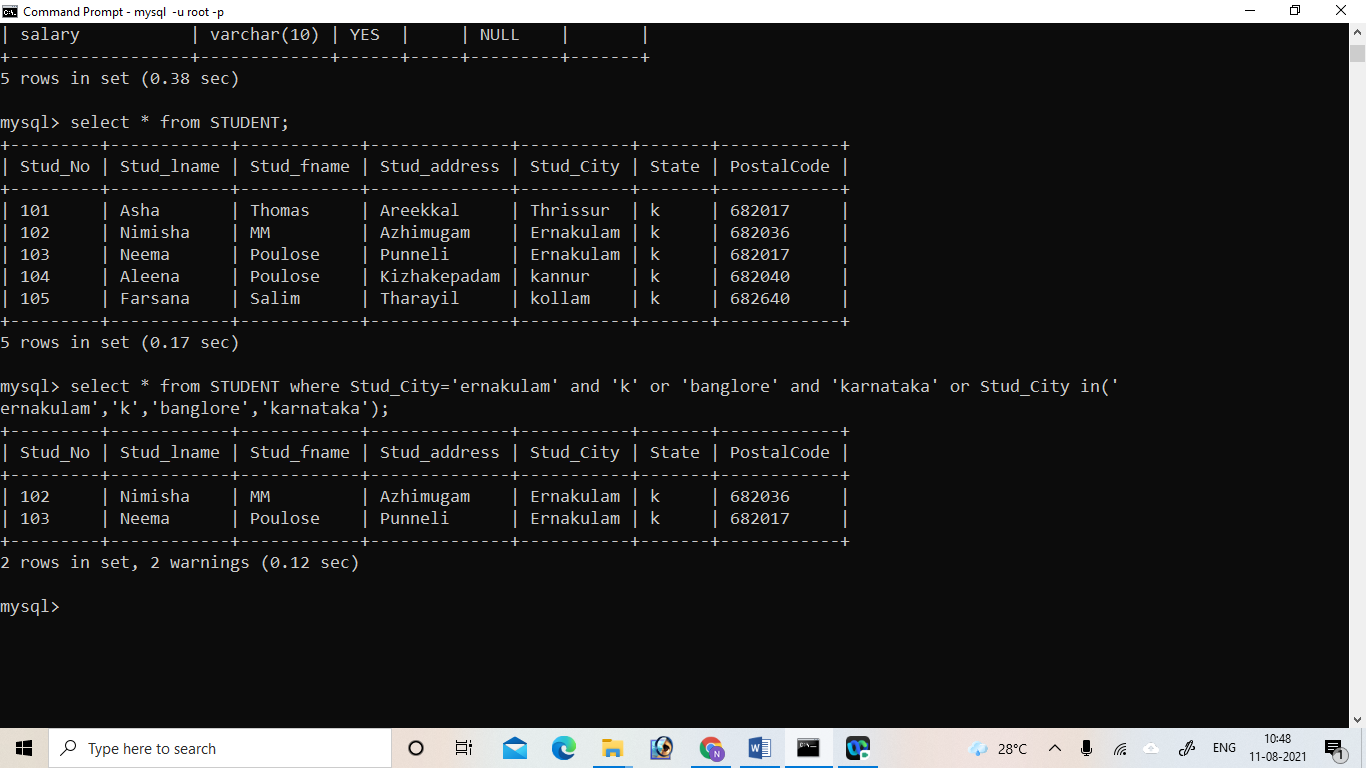 Command Prompt - mysql -u root -p
| salary           | varchar(10) | YES  |     | NULL    |       |
+------------------+-------------+------+-----+---------+-------+
5 rows in set (0.38 sec)
mysql> select * from STUDENT;
+---------+------------+------------+--------------+-----------+-------+------------+
| Stud_No | Stud_lname | Stud_fname | Stud_address | Stud_City | State | PostalCode |
+---------+------------+------------+--------------+-----------+-------+------------+
| 101     | Asha       | Thomas     | Areekkal     | Thrissur  | k     | 682017     |
| 102     | Nimisha    | MM         | Azhimugam    | Ernakulam | k     | 682036     |
| 103     | Neema      | Poulose    | Punneli      | Ernakulam | k     | 682017     |
| 104     | Aleena     | Poulose    | Kizhakepadam | kannur    | k     | 682040     |
| 105     | Farsana    | Salim      | Tharayil     | kollam    | k     | 682640     |
+---------+------------+------------+--------------+-----------+-------+------------+
5 rows in set (0.17 sec)
mysql> select * from STUDENT where Stud_City='ernakulam' and 'k' or 'banglore' and 'karnataka' or Stud_City in('
ernakulam','k','banglore','karnataka');
+---------+------------+------------+--------------+-----------+-------+------------+
| Stud_No | Stud_lname | Stud_fname | Stud_address | Stud_City | State | PostalCode |
+---------+------------+------------+--------------+-----------+-------+------------+
| 102     | Nimisha    | MM         | Azhimugam    | Ernakulam | k     | 682036     |
| 103     | Neema      | Poulose    | Punneli      | Ernakulam | k     | 682017     |
+---------+------------+------------+--------------+-----------+-------+------------+
2 rows in set, 2 warnings (0.12 sec)
mysql>
Type here to search
28°C
ENG
10:48
11-08-2021
1